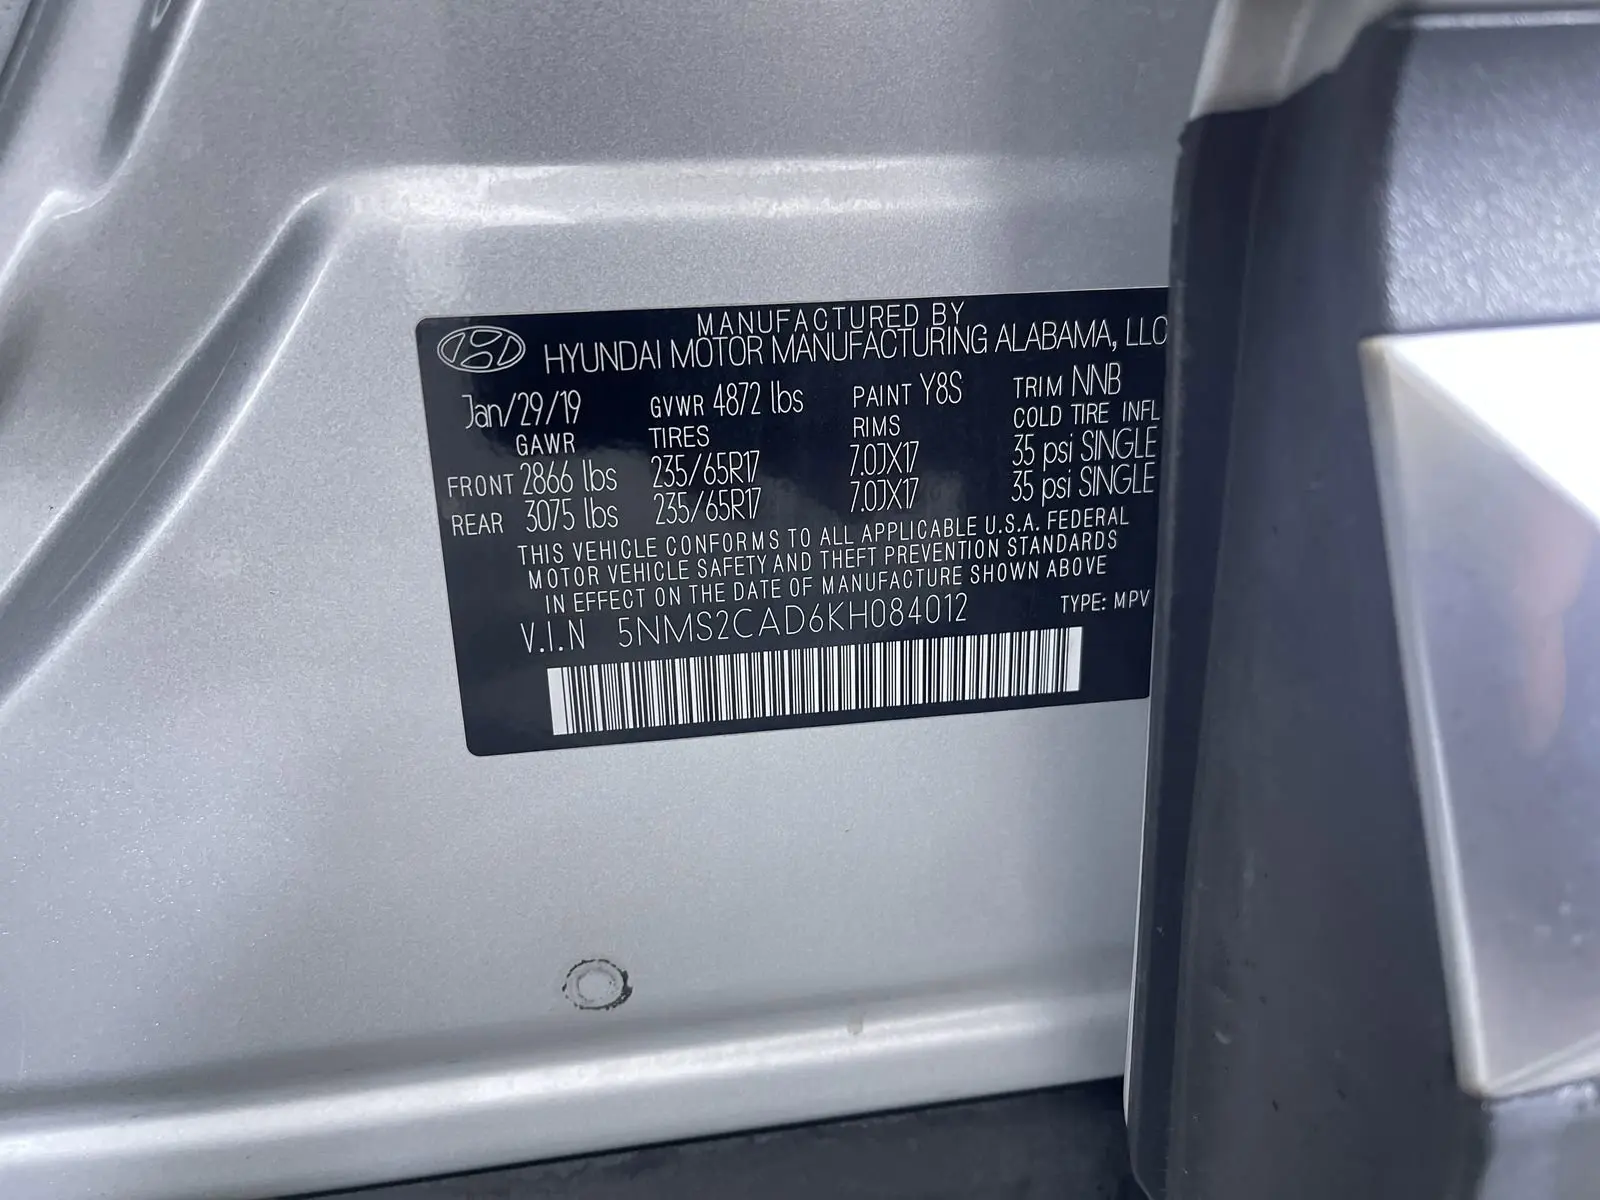 MANUFACTURED BY
HYUNDAI MOTOR MANUFACTURING ALABAMA, LLC
Jan/29/19 GVWR 4872 lbs PAINT Y8S TRIM NNB
GAWR TIRES RIMS COLD TIRE INFL
FRONT 2866 lbs 235/65R17 7.0JX17 35 psi SINGLE
REAR 3075 lbs 235/65R17 7.0JX17 35 psi SINGLE
THIS VEHICLE CONFORMS TO ALL APPLICABLE U.S.A. FEDERAL
MOTOR VEHICLE SAFETY AND THEFT PREVENTION STANDARDS
IN EFFECT ON THE DATE OF MANUFACTURE SHOWN ABOVE
V.I.N 5NMS2CAD6KH084012 TYPE: MPV